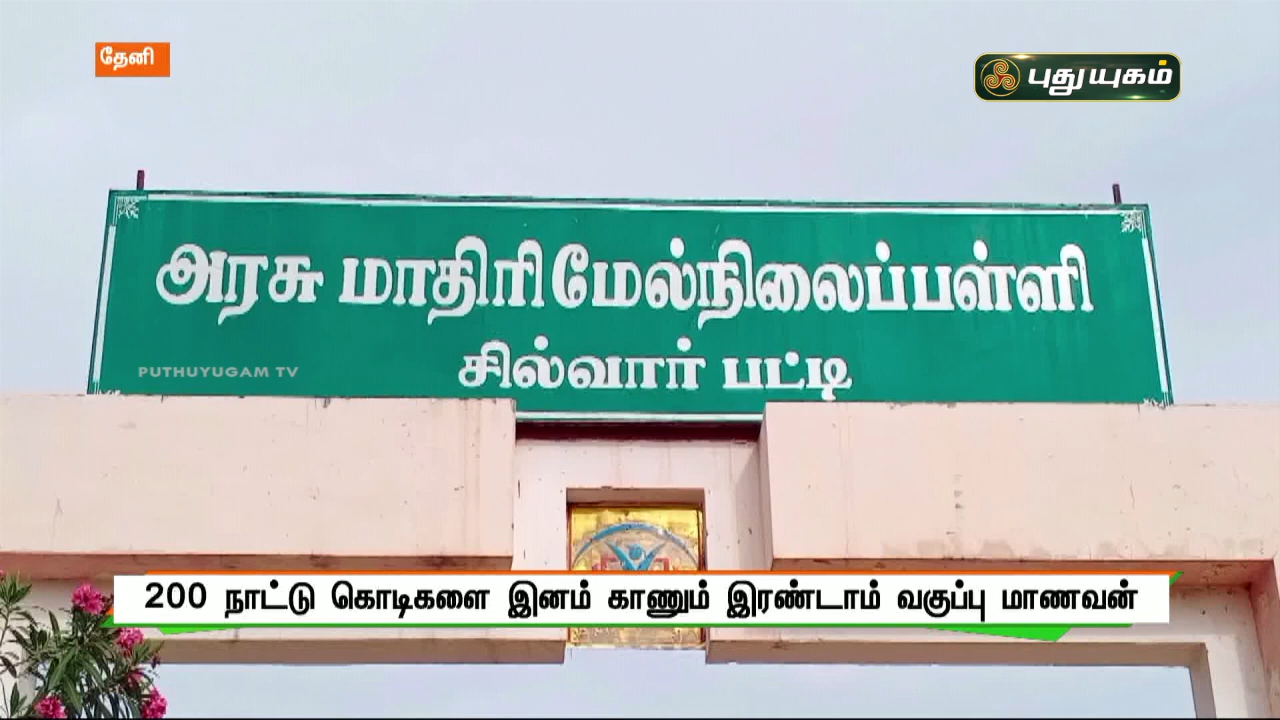 தேனி
புதுயுகம்
அரசு மாதிரி மேல்நிலைப்பள்ளி
சில்வார் பட்டி
PUTHUYUGAM TV
200 நாட்டு கொடிகளை இனம் காணும் இரண்டாம் வகுப்பு மாணவன்